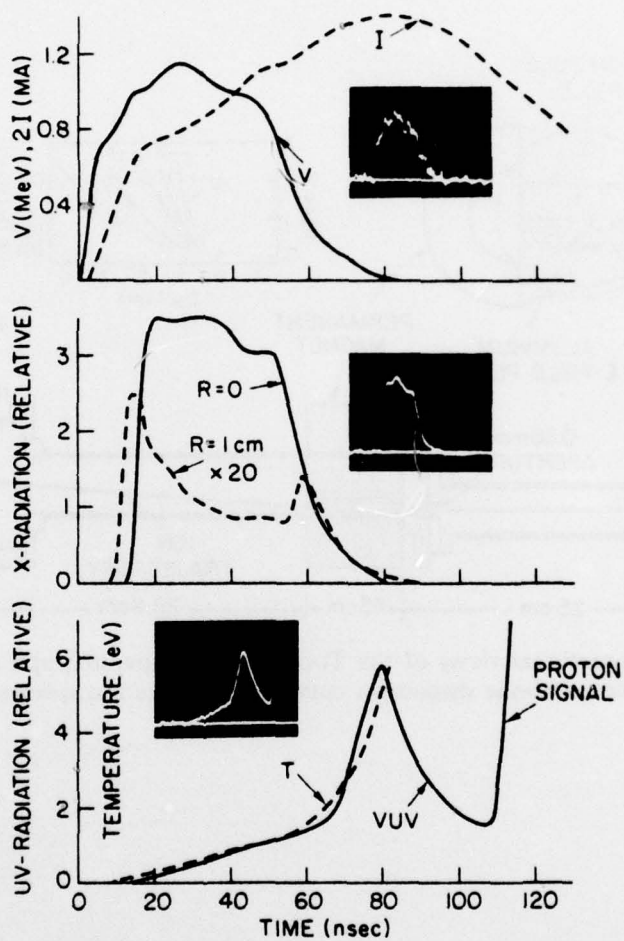 V(MeV), 2I (MA)
1.2
0.8
0.4
I
V
X-RADIATION (RELATIVE)
3
2
1
0
R=0
R=1 cm
×20
UV-RADIATION (RELATIVE)
TEMPERATURE (eV)
6
4
2
0
T
VUV
PROTON
SIGNAL
0 20 40 60 80 100 120
TIME (nsec)